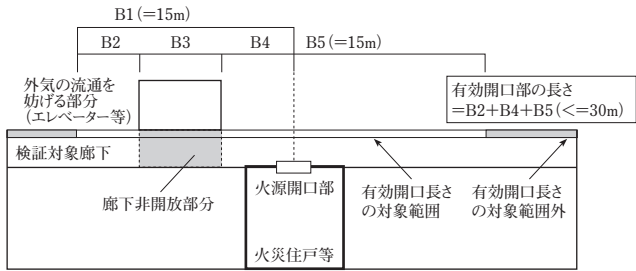 B1(=15m)
B2
B3
B4
B5(=15m)
外気の流通を
妨げる部分
(エレベーター等)
有効開口部の長さ
=B2+B4+B5(<=30m)
検証対象廊下
廊下非開放部分
火源開口部
有効開口長さ
の対象範囲
有効開口長さ
の対象範囲外
火災住戸等